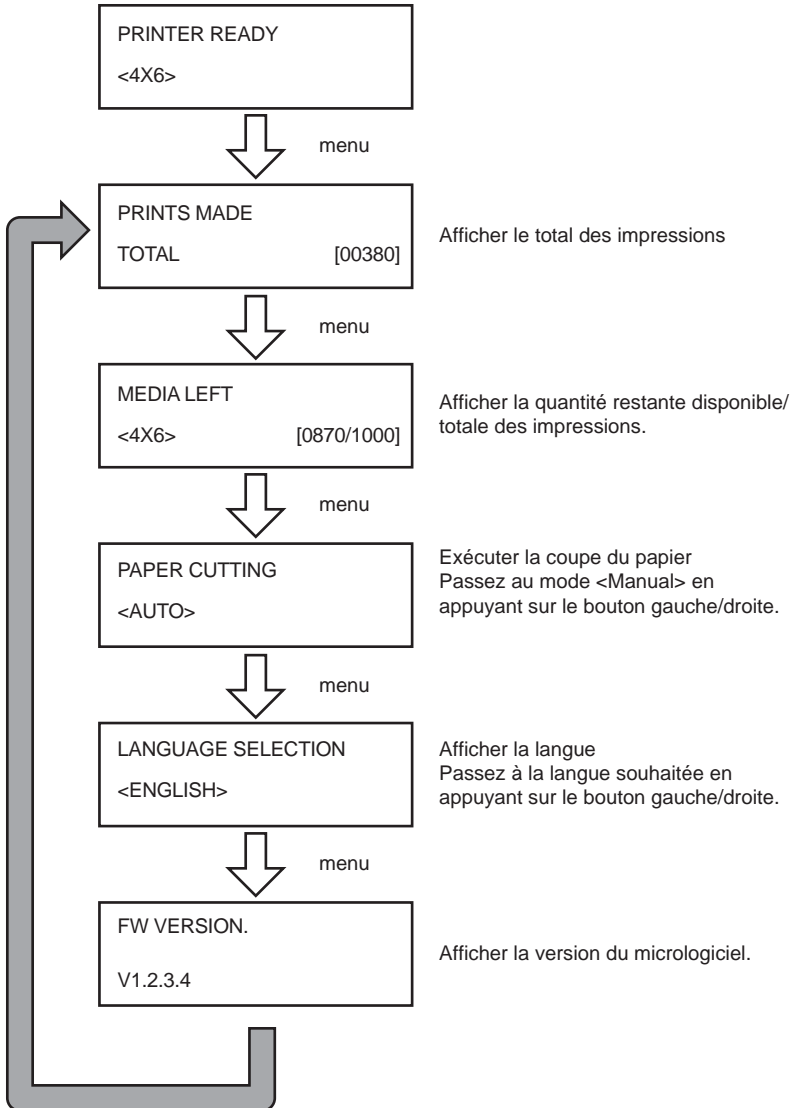 PRINTER READY
<4X6>
menu
PRINTS MADE
TOTAL [00380]
Afficher le total des impressions
menu
MEDIA LEFT
<4X6> [0870/1000]
Afficher la quantité restante disponible/
totale des impressions.
menu
PAPER CUTTING
<AUTO>
Exécuter la coupe du papier
Passez au mode <Manual> en
appuyant sur le bouton gauche/droite.
menu
LANGUAGE SELECTION
<ENGLISH>
Afficher la langue
Passez à la langue souhaitée en
appuyant sur le bouton gauche/droite.
menu
FW VERSION.
V1.2.3.4
Afficher la version du micrologiciel.